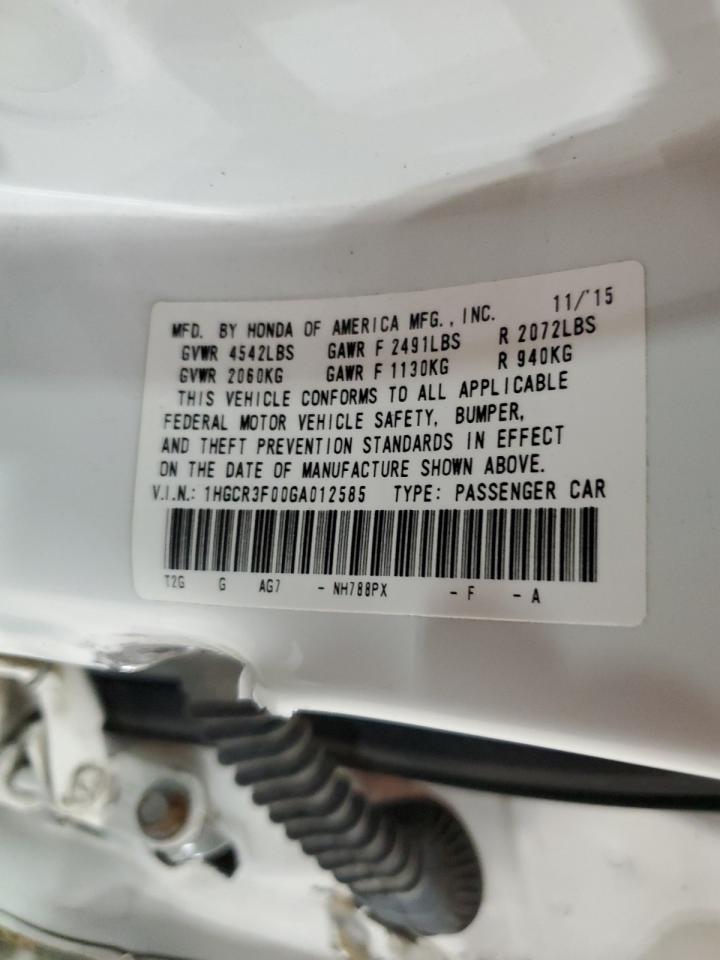 MFD. BY HONDA OF AMERICA MFG., INC. 11/'15
GVWR 4542LBS GAWR F 2491LBS R 2072LBS
GVWR 2060KG GAWR F 1130KG R 940KG
THIS VEHICLE CONFORMS TO ALL APPLICABLE
FEDERAL MOTOR VEHICLE SAFETY, BUMPER,
AND THEFT PREVENTION STANDARDS IN EFFECT
ON THE DATE OF MANUFACTURE SHOWN ABOVE.
V.I.N.: 1HGCR3F00GA012585 TYPE: PASSENGER CAR
T2G G AG7 - NH788PX - F - A